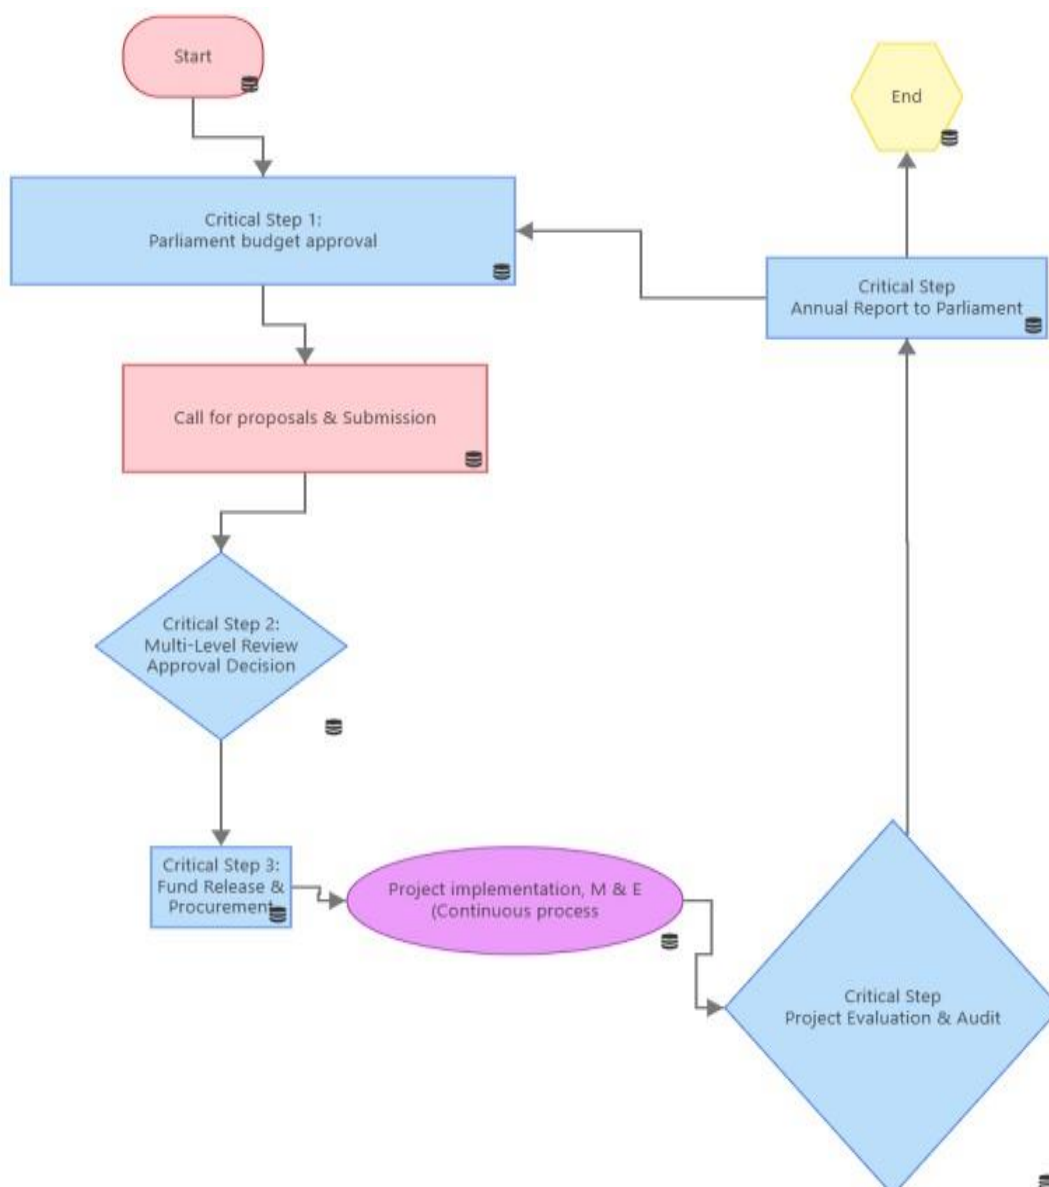 Start
End
Critical Step 1:
Parliament budget approval
Critical Step
Annual Report to Parliament
Call for proposals & Submission
Critical Step 2:
Multi-Level Review
Approval Decision
Critical Step 3:
Fund Release &
Procurement
Project implementation, M & E
(Continuous process
Critical Step
Project Evaluation & Audit